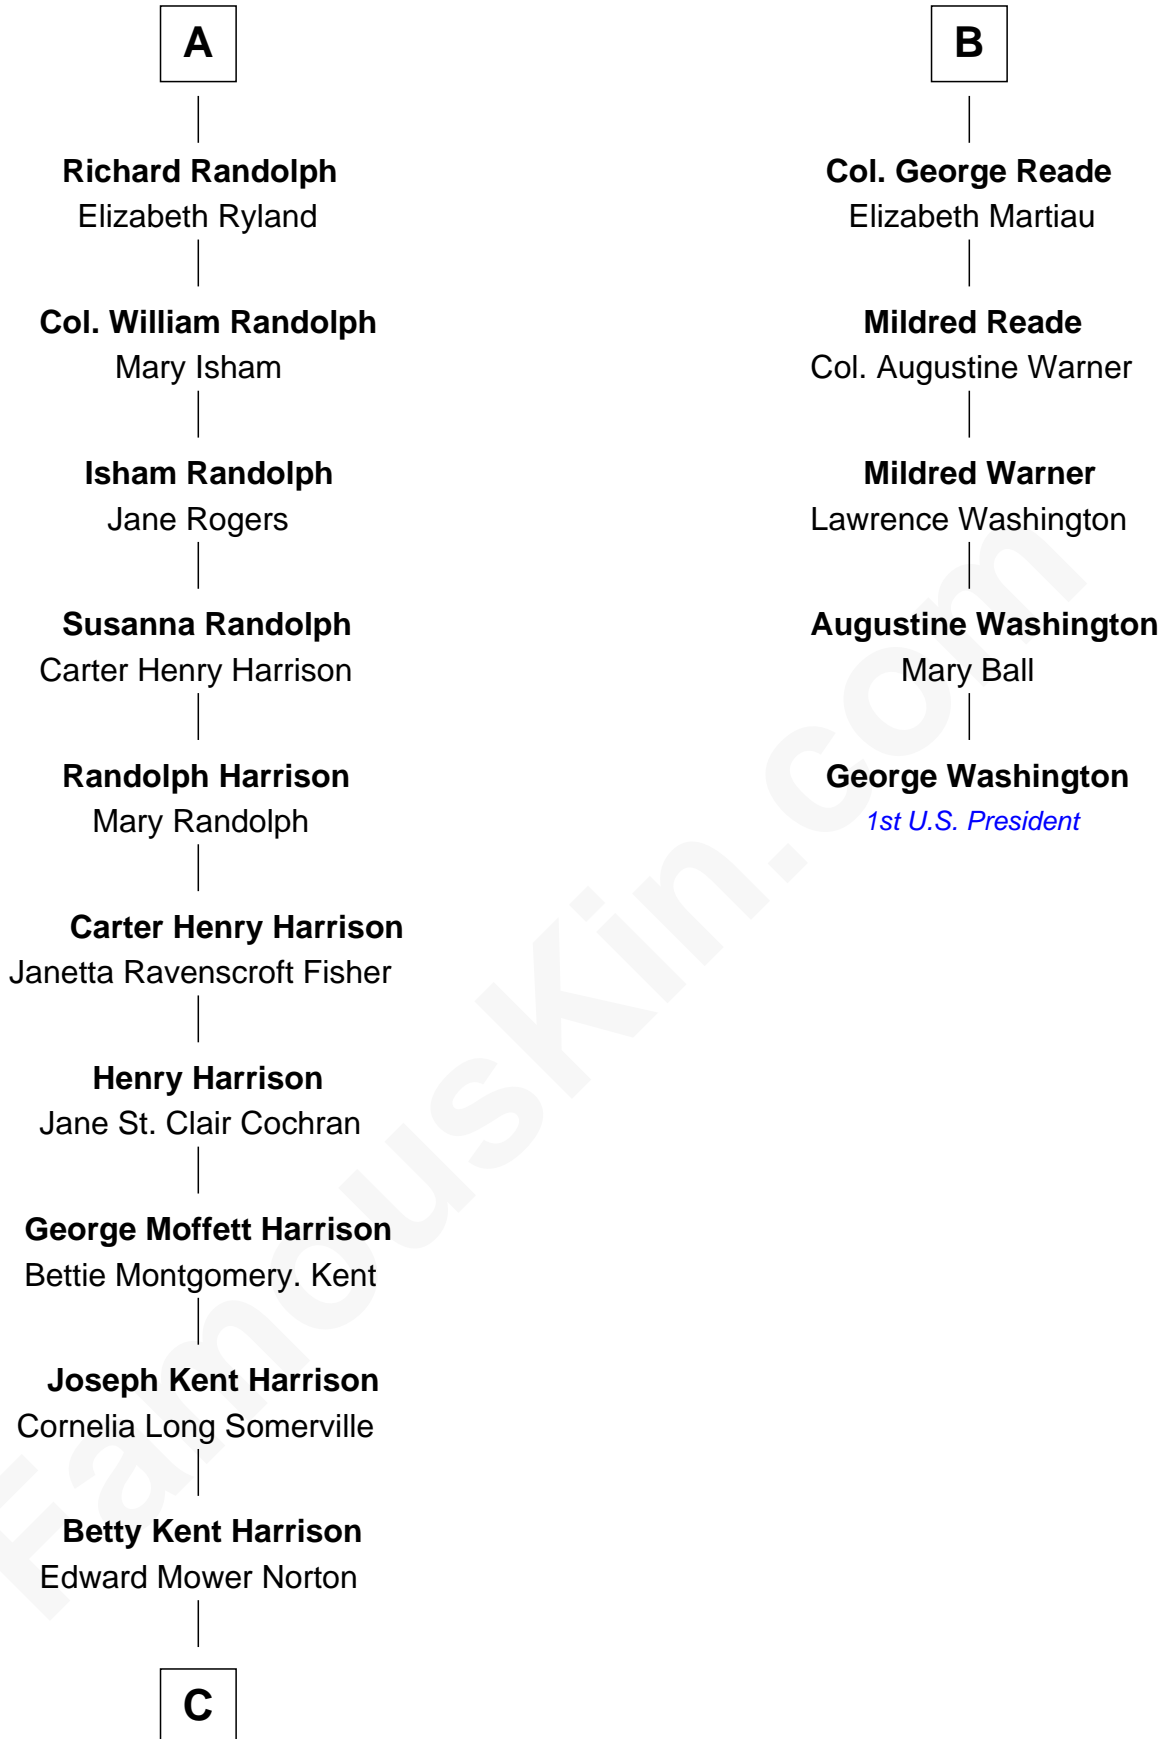 A
Richard Randolph
Elizabeth Ryland
Col. William Randolph
Mary Isham
Isham Randolph
Jane Rogers
Susanna Randolph
Carter Henry Harrison
Randolph Harrison
Mary Randolph
Carter Henry Harrison
Janetta Ravenscroft Fisher
Henry Harrison
Jane St. Clair Cochran
George Moffett Harrison
Bettie Montgomery. Kent
Joseph Kent Harrison
Cornelia Long Somerville
Betty Kent Harrison
Edward Mower Norton
C
B
Col. George Reade
Elizabeth Martiau
Mildred Reade
Col. Augustine Warner
Mildred Warner
Lawrence Washington
Augustine Washington
Mary Ball
George Washington
1st U.S. President
FamousKin.com